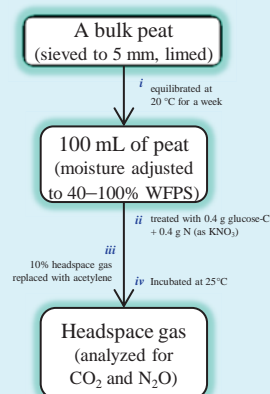 A bulk peat
(sieved to 5 mm, limed)
i equilibrated at
20 °C for a week
100 mL of peat
(moisture adjusted
to 40–100% WFPS)
ii treated with 0.4 g glucose-C
+ 0.4 g N (as KNO₃)
iii
10% headspace gas
replaced with acetylene
iv Incubated at 25°C
Headspace gas
(analyzed for
CO₂ and N₂O)